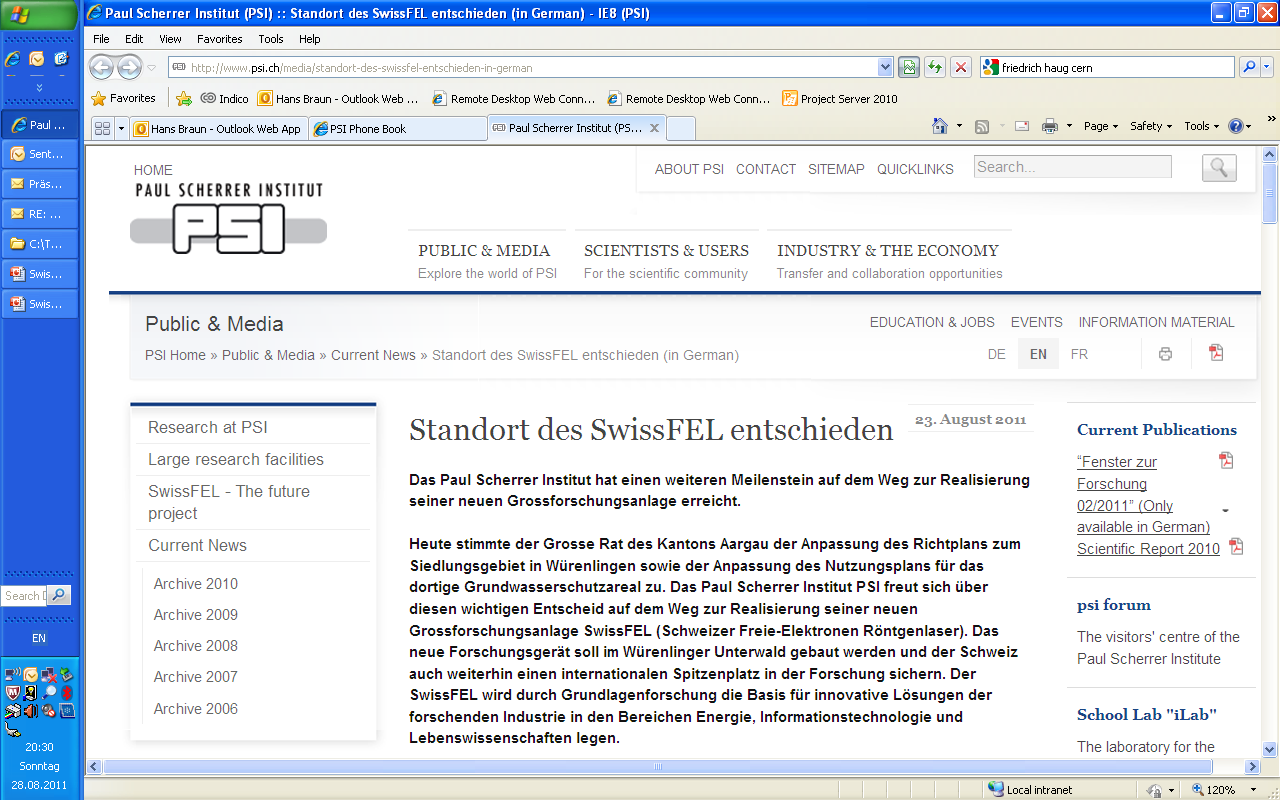 Paul Scherrer Institut (PSI) :: Standort des SwissFEL entschieden (in German) - IE8 (PSI)
File Edit View Favorites Tools Help
http://www.psi.ch/media/standort-des-swissfel-entschieden-in-german
friedrich haug cern
Favorites
Indico
Hans Braun - Outlook Web ...
Remote Desktop Web Conn...
Remote Desktop Web Conn...
Project Server 2010
Hans Braun - Outlook Web App
PSI Phone Book
Paul Scherrer Institut (PS...
Page
Safety
Tools
Paul ...
Sent...
Präs...
RE: ...
C:\T...
Swis...
Swis...
Search D
EN
20:30
Sonntag
28.08.2011
HOME
PAUL SCHERRER INSTITUT
PSI
ABOUT PSI CONTACT SITEMAP QUICKLINKS
Search...
PUBLIC & MEDIA
Explore the world of PSI
SCIENTISTS & USERS
For the scientific community
INDUSTRY & THE ECONOMY
Transfer and collaboration opportunities
Public & Media
EDUCATION & JOBS EVENTS INFORMATION MATERIAL
PSI Home » Public & Media » Current News » Standort des SwissFEL entschieden (in German)
DE EN FR
Research at PSI
Large research facilities
SwissFEL - The future
project
Current News
Archive 2010
Archive 2009
Archive 2008
Archive 2007
Archive 2006
Standort des SwissFEL entschieden
23. August 2011
Das Paul Scherrer Institut hat einen weiteren Meilenstein auf dem Weg zur Realisierung
seiner neuen Grossforschungsanlage erreicht.
Heute stimmte der Grosse Rat des Kantons Aargau der Anpassung des Richtplans zum
Siedlungsgebiet in Würenlingen sowie der Anpassung des Nutzungsplans für das
dortige Grundwasserschutzareal zu. Das Paul Scherrer Institut PSI freut sich über
diesen wichtigen Entscheid auf dem Weg zur Realisierung seiner neuen
Grossforschungsanlage SwissFEL (Schweizer Freie-Elektronen Röntgenlaser). Das
neue Forschungsgerät soll im Würenlinger Unterwald gebaut werden und der Schweiz
auch weiterhin einen internationalen Spitzenplatz in der Forschung sichern. Der
SwissFEL wird durch Grundlagenforschung die Basis für innovative Lösungen der
forschenden Industrie in den Bereichen Energie, Informationstechnologie und
Lebenswissenschaften legen.
Current Publications
“Fenster zur
Forschung
02/2011” (Only
available in German)
Scientific Report 2010
psi forum
The visitors' centre of the
Paul Scherrer Institute
School Lab "iLab"
The laboratory for the
Local intranet
120%